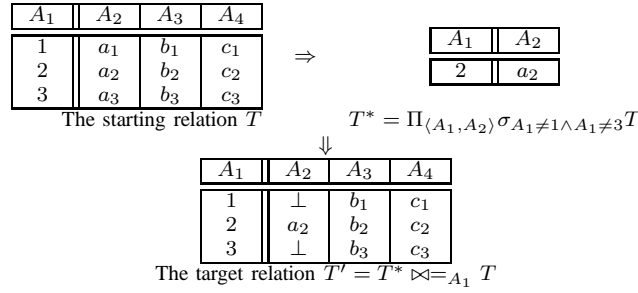 A₁ A₂ A₃ A₄
1 a₁ b₁ c₁
2 a₂ b₂ c₂
3 a₃ b₃ c₃
The starting relation T
⇒
A₁ A₂
2 a₂
T* = Π⟨A₁,A₂⟩σA₁≠1∧A₁≠3T
⇓
A₁ A₂ A₃ A₄
1 ⊥ b₁ c₁
2 a₂ b₂ c₂
3 ⊥ b₃ c₃
The target relation T′ = T* ⋈=A₁ T